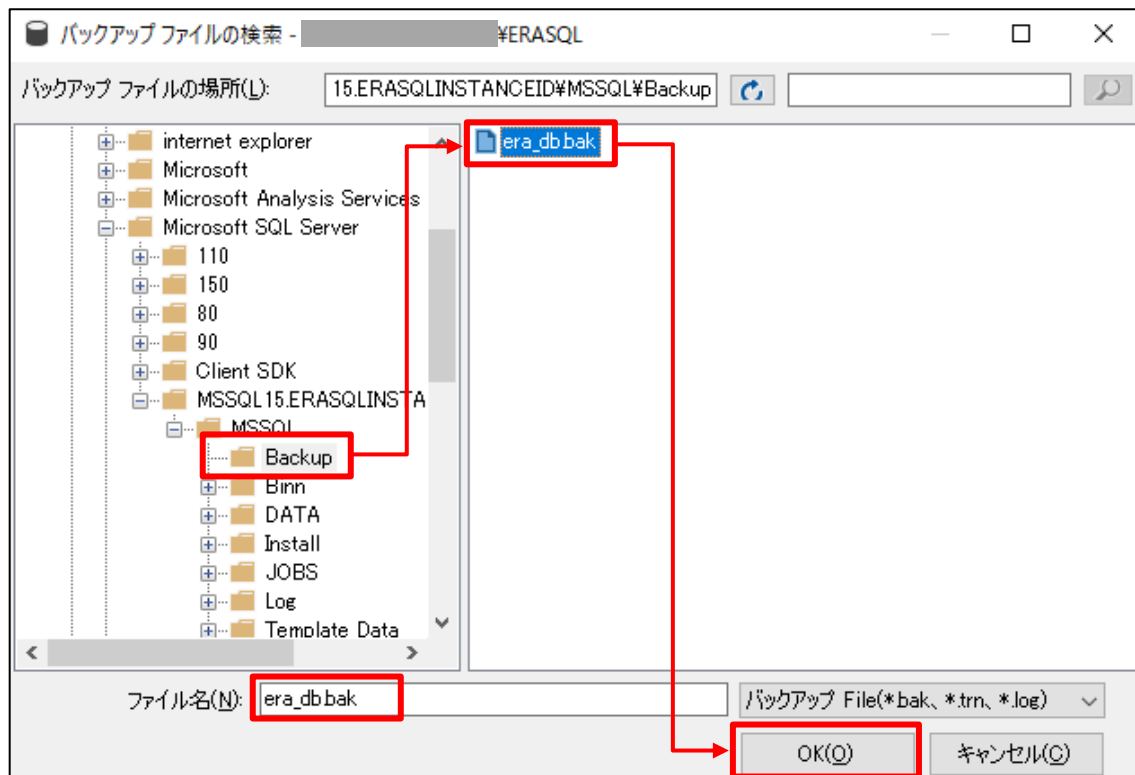 バックアップ ファイルの検索 - ¥ERASQL
バックアップ ファイルの場所(L): 15.ERASQLINSTANCEID¥MSSQL¥Backup
internet explorer
era_db.bak
Microsoft
Microsoft Analysis Services
Microsoft SQL Server
110
150
80
90
Client SDK
MSSQL15.ERASQLINSTA
MSSQL
Backup
Binn
DATA
Install
JOBS
Log
Template Data
ファイル名(N): era_db.bak バックアップ File(*.bak、*.trn、*.log)
OK(O) キャンセル(C)